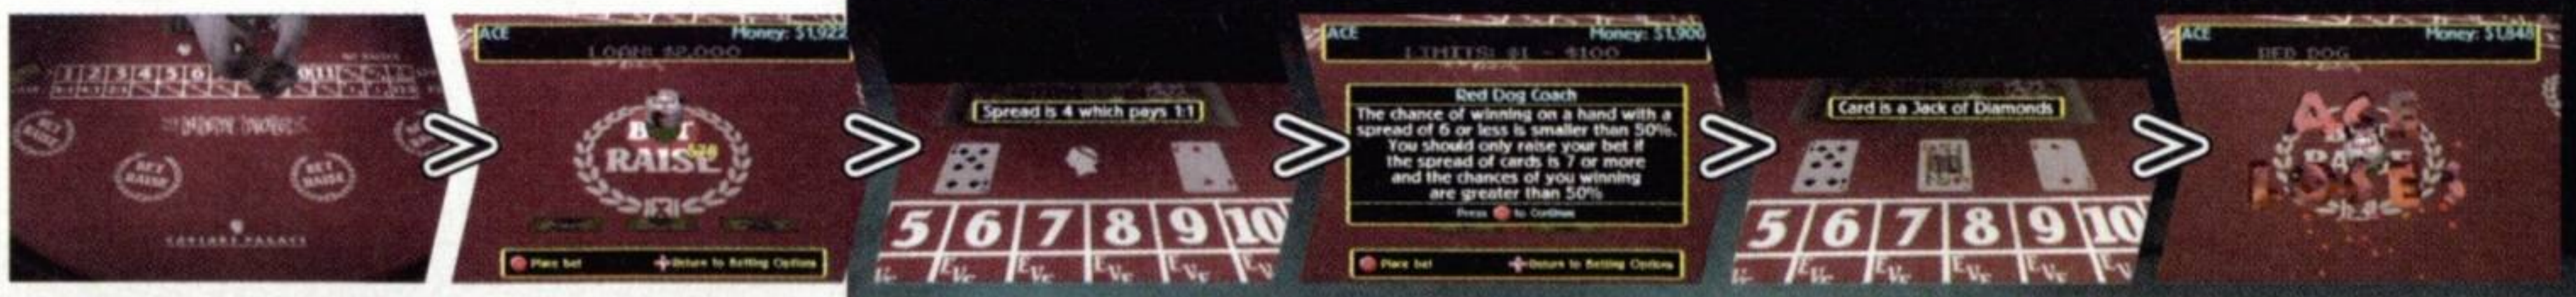 1 2 3 4 5 6
BET RAISE
BET RAISE
BET RAISE
CAESARS PALACE
ACE Money: $1,922
LOAN: $2,000
BET
RAISE
Place bet Return to Betting Options
Spread is 4 which pays 1:1
5 6 7 8 9 10
ACE Money: $1,900
LIMITS: $1 - $100
Red Dog Coach
The chance of winning on a hand with a
spread of 6 or less is smaller than 50%.
You should only raise your bet if
the spread of cards is 7 or more
and the chances of you winning
are greater than 50%
Press to Continue
Place bet Return to Betting Options
Card is a Jack of Diamonds
5 6 7 8 9 10
ACE Money: $1,848
RED DOG
ACE
LOSES